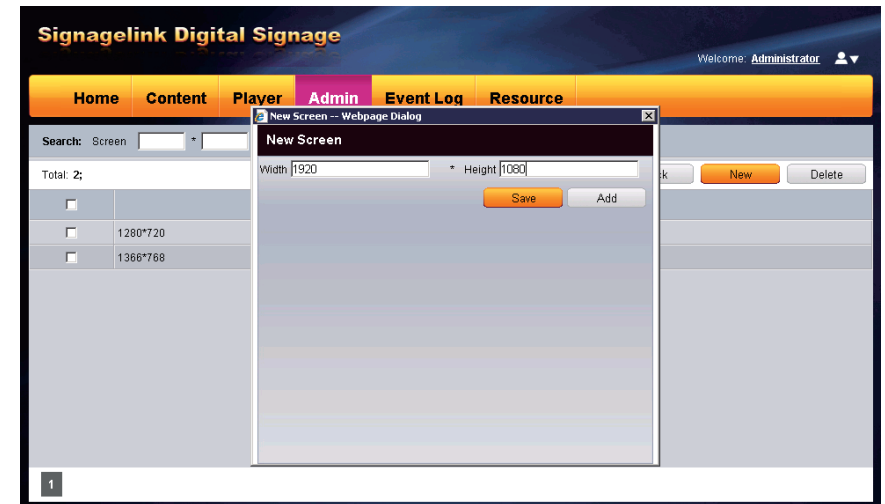 Signagelink Digital Signage
Welcome: Administrator
Home Content Player Admin Event Log Resource
New Screen -- Webpage Dialog
Search: Screen *
New Screen
Total: 2;
Width 1920 * Height 1080
k New Delete
Save Add
1280*720
1366*768
1